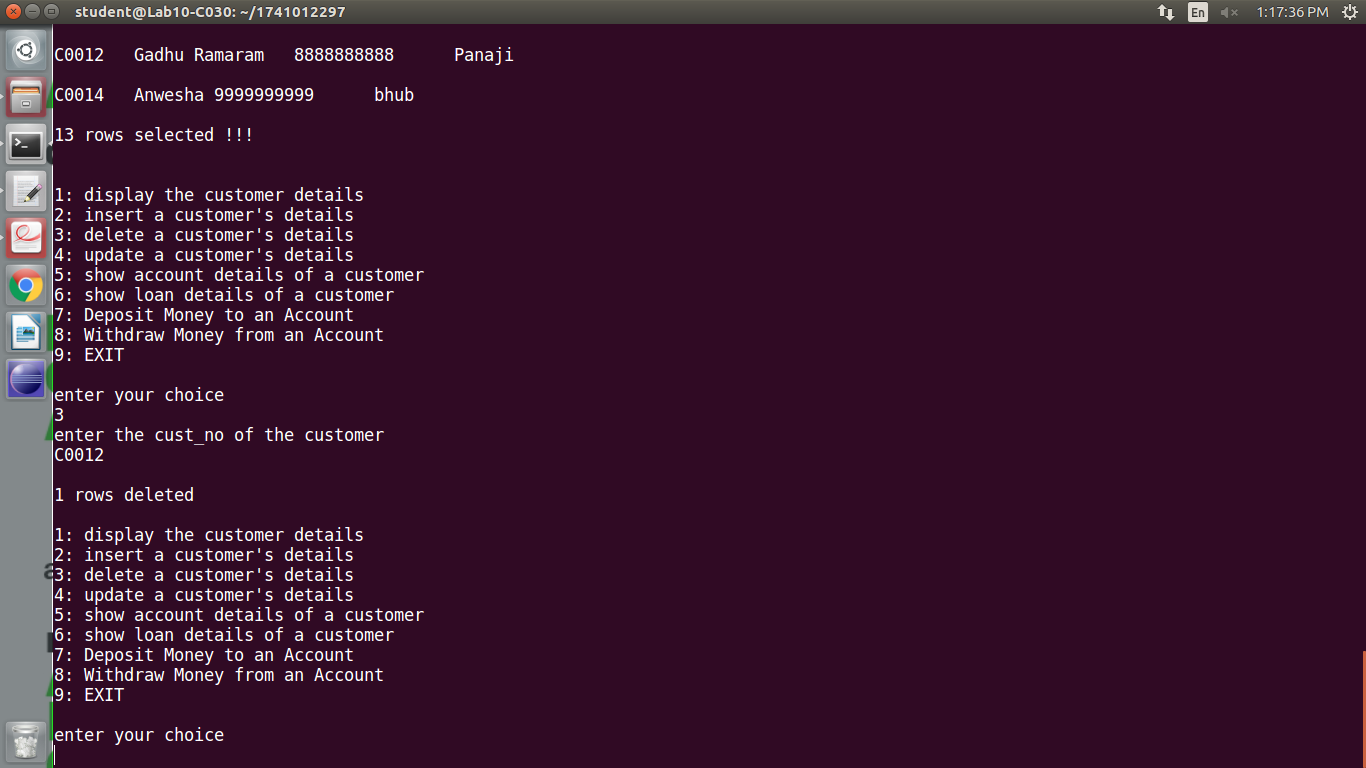 student@Lab10-C030: ~/1741012297
En
1:17:36 PM
C0012 Gadhu Ramaram 8888888888 Panaji
C0014 Anwesha 9999999999 bhub
13 rows selected !!!
1: display the customer details
2: insert a customer's details
3: delete a customer's details
4: update a customer's details
5: show account details of a customer
6: show loan details of a customer
7: Deposit Money to an Account
8: Withdraw Money from an Account
9: EXIT
enter your choice
3
enter the cust_no of the customer
C0012
1 rows deleted
1: display the customer details
2: insert a customer's details
3: delete a customer's details
4: update a customer's details
5: show account details of a customer
6: show loan details of a customer
7: Deposit Money to an Account
8: Withdraw Money from an Account
9: EXIT
enter your choice